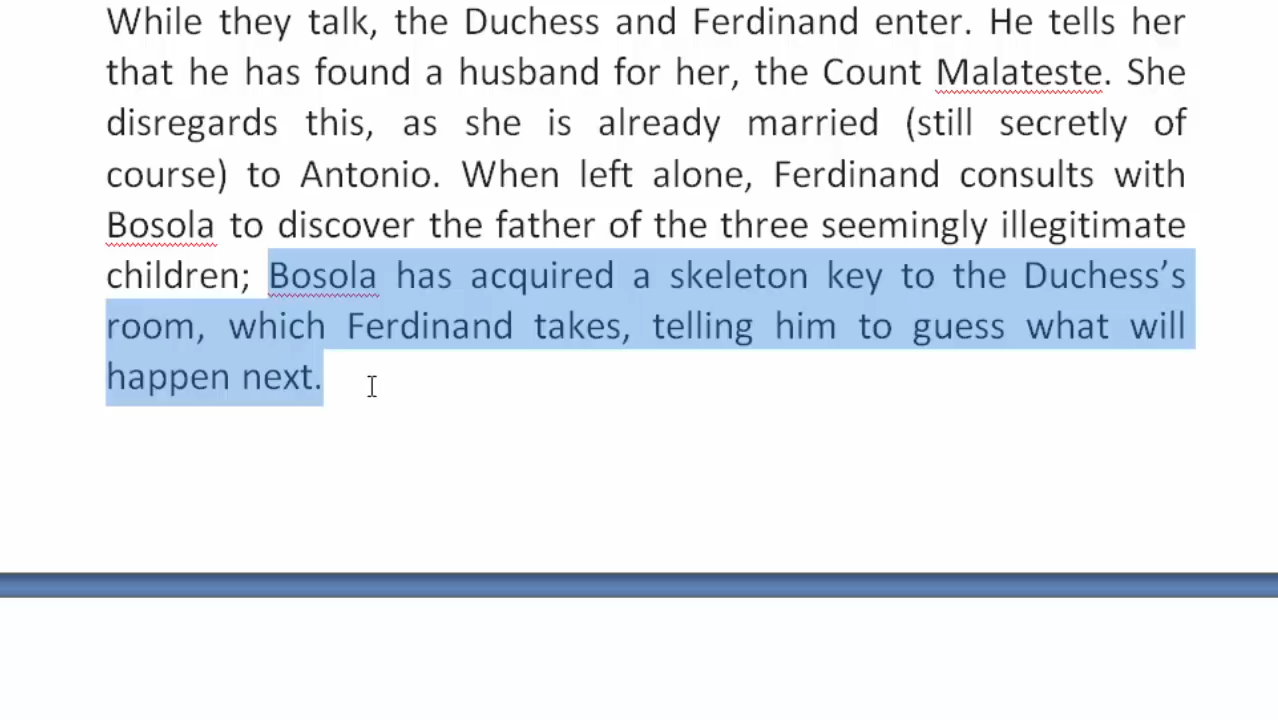 While they talk, the Duchess and Ferdinand enter. He tells her
that he has found a husband for her, the Count Malateste. She
disregards this, as she is already married (still secretly of
course) to Antonio. When left alone, Ferdinand consults with
Bosola to discover the father of the three seemingly illegitimate
children; Bosola has acquired a skeleton key to the Duchess’s
room, which Ferdinand takes, telling him to guess what will
happen next.